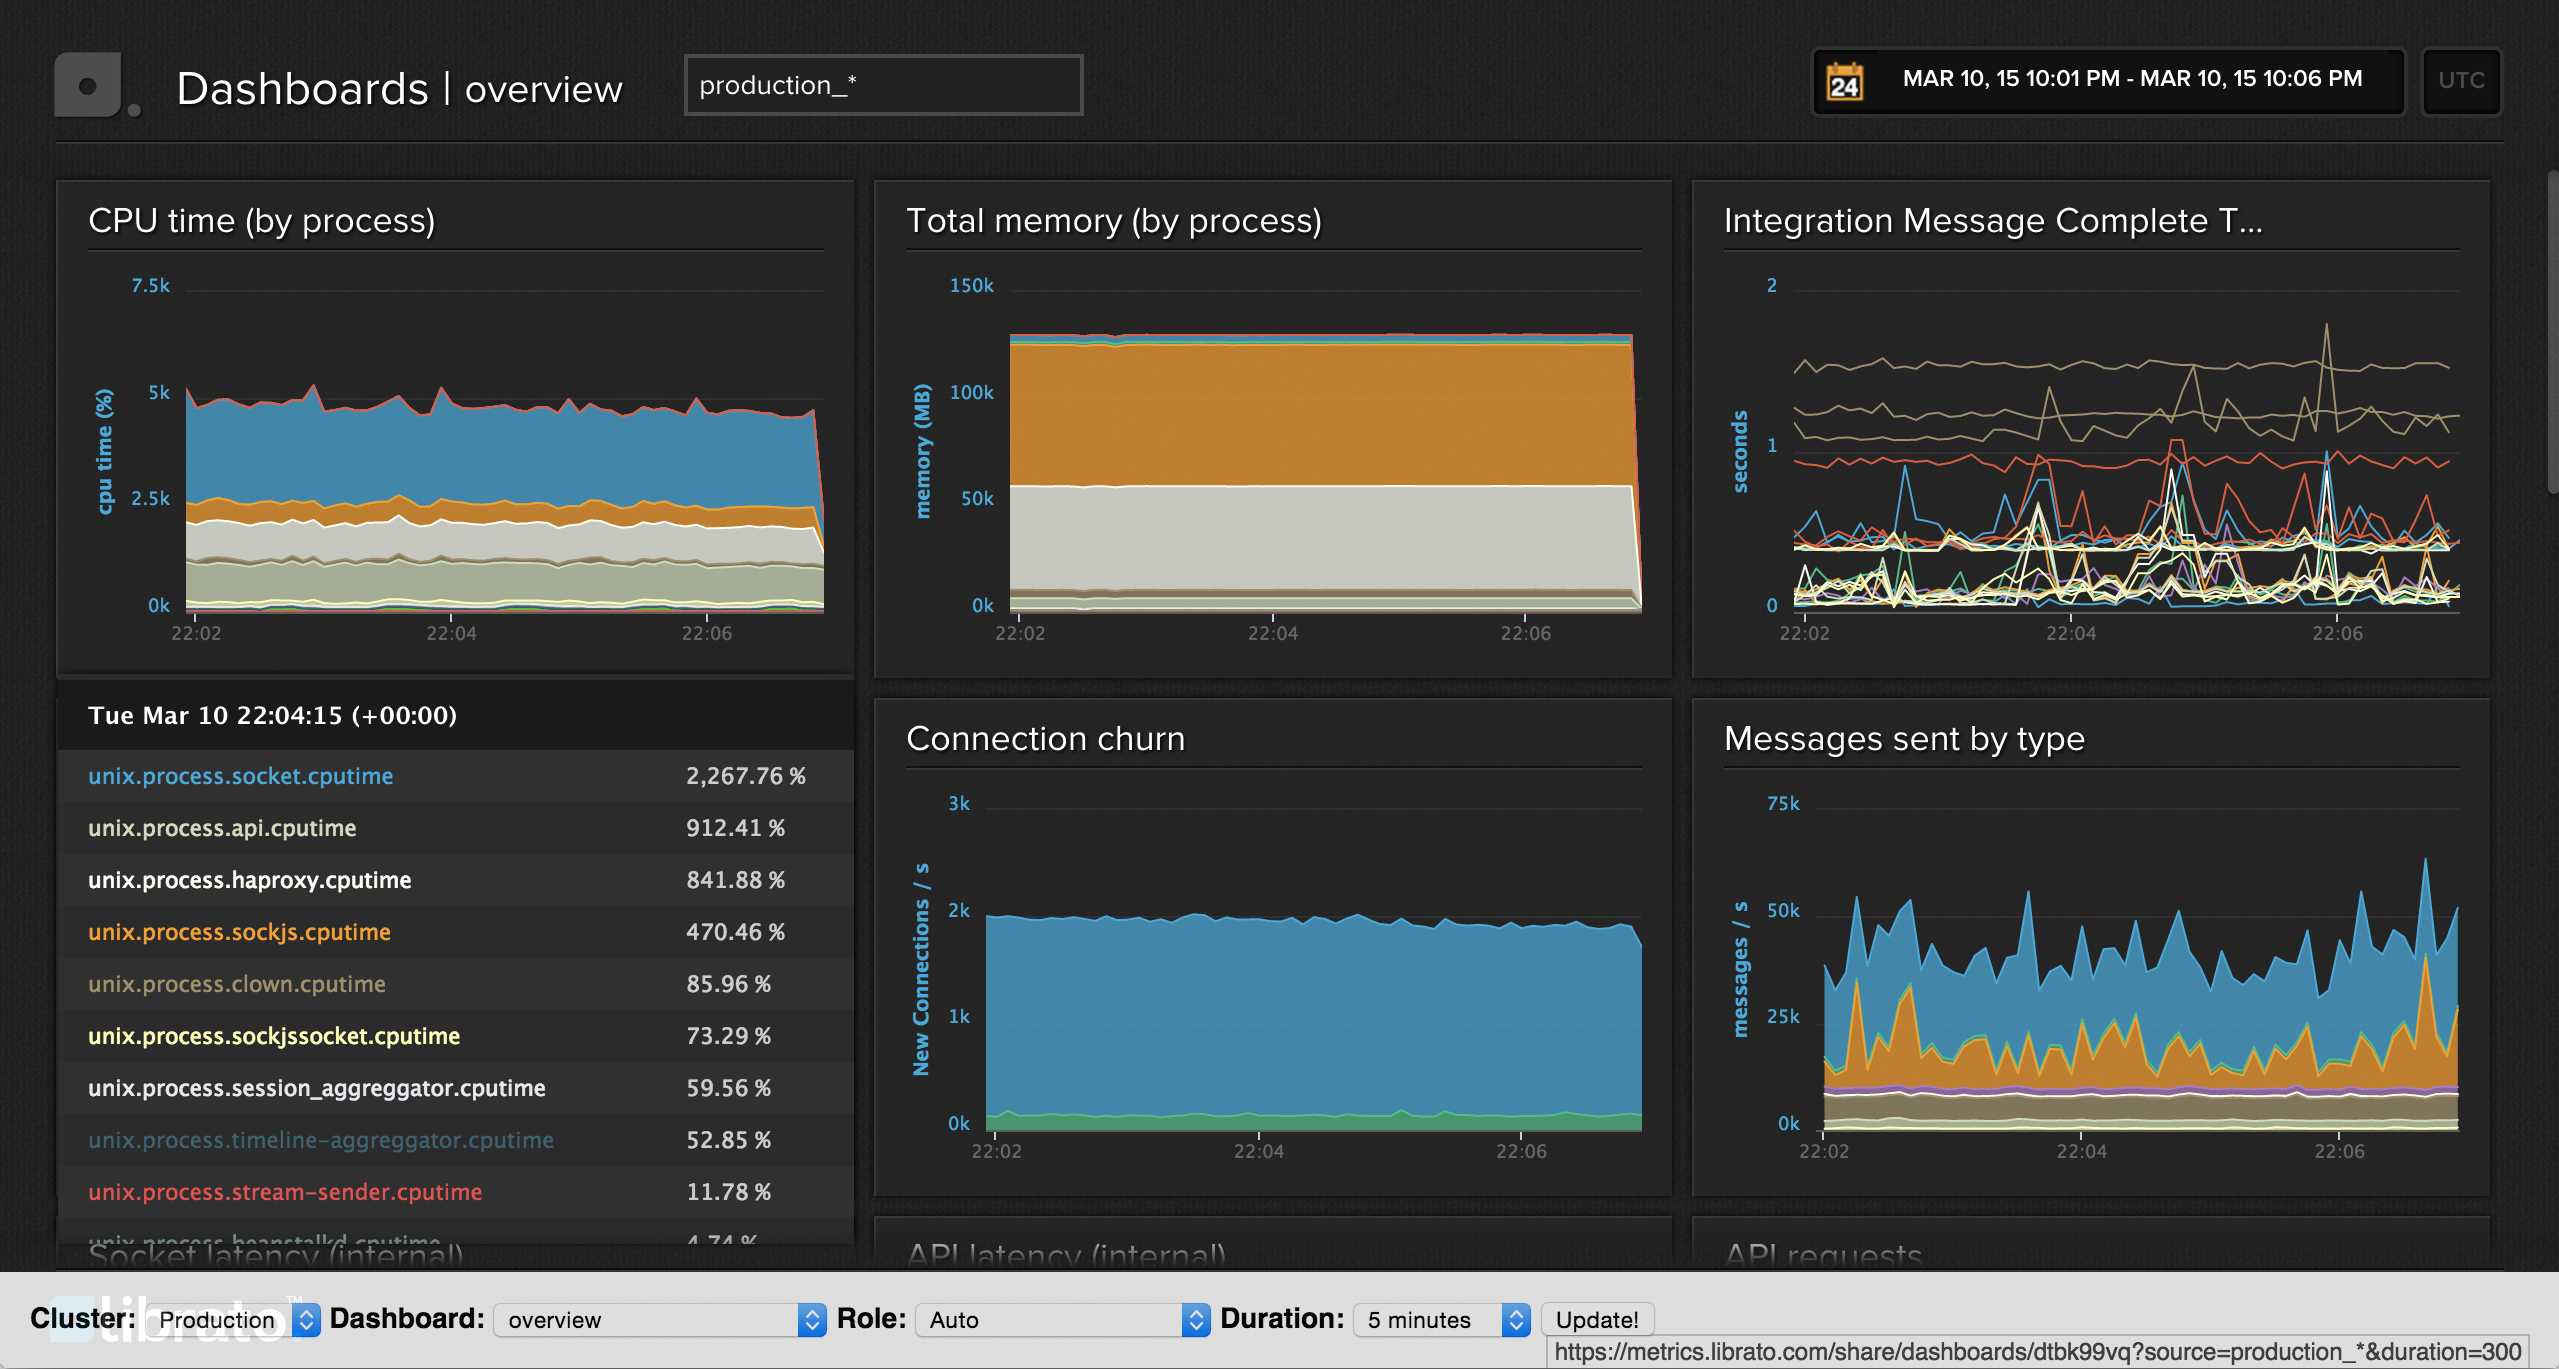 Dashboards | overview
production_*
24
MAR 10, 15 10:01 PM - MAR 10, 15 10:06 PM
UTC
CPU time (by process)
7.5k
5k
2.5k
0k
cpu time (%)
22:02 22:04 22:06
Total memory (by process)
150k
100k
50k
0k
memory (MB)
22:02 22:04 22:06
Integration Message Complete T...
2
1
0
seconds
22:02 22:04 22:06
Tue Mar 10 22:04:15 (+00:00)
unix.process.socket.cputime 2,267.76 %
unix.process.api.cputime 912.41 %
unix.process.haproxy.cputime 841.88 %
unix.process.sockjs.cputime 470.46 %
unix.process.clown.cputime 85.96 %
unix.process.sockjssocket.cputime 73.29 %
unix.process.session_aggreggator.cputime 59.56 %
unix.process.timeline-aggreggator.cputime 52.85 %
unix.process.stream-sender.cputime 11.78 %
unix.process.beanstalkd.cputime 4.74 %
Connection churn
3k
2k
1k
0k
New Connections / s
22:02 22:04 22:06
Messages sent by type
75k
50k
25k
0k
messages / s
22:02 22:04 22:06
Socket latency (internal)
API latency (internal)
API requests
librato™
Cluster: Production Dashboard: overview Role: Auto Duration: 5 minutes Update!
https://metrics.librato.com/share/dashboards/dtbk99vq?source=production_*&duration=300